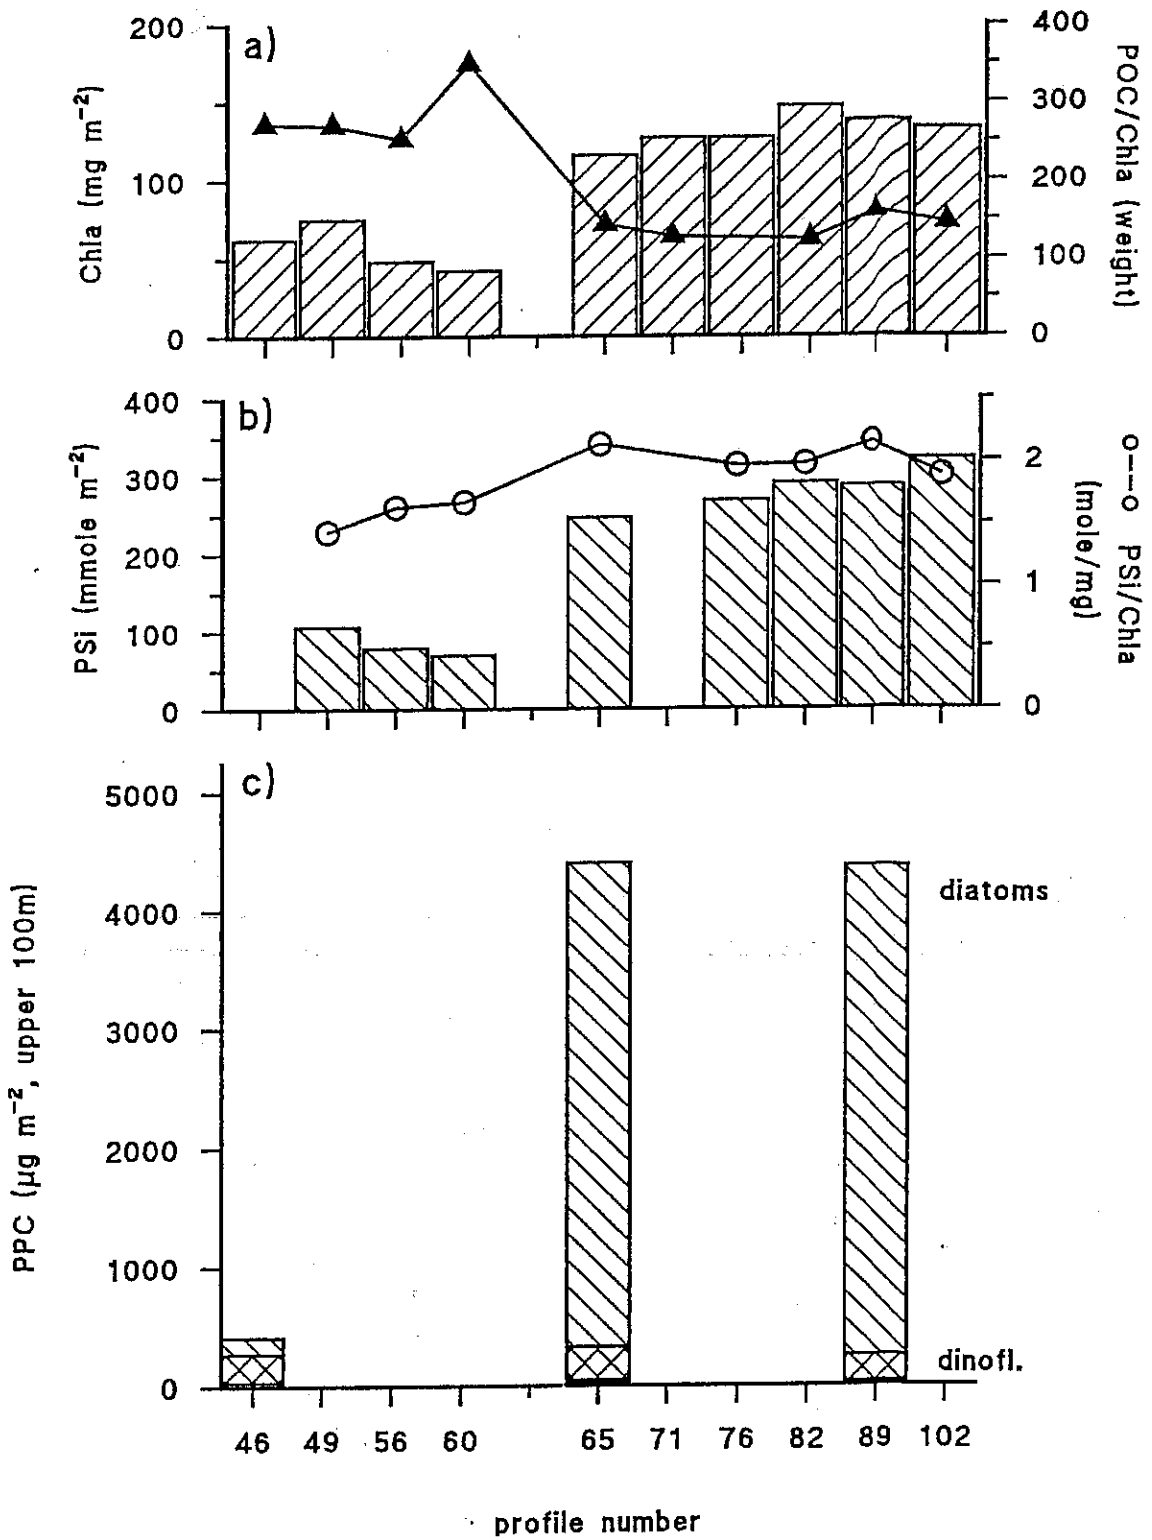 a)
200
100
0
Chla (mg m⁻²)
400
300
200
100
0
POC/Chla (weight)
b)
400
300
200
100
0
PSi (mmole m⁻²)
2
1
0
o--o PSi/Chla
(mole/mg)
c)
5000
4000
3000
2000
1000
0
PPC (µg m⁻², upper 100m)
diatoms
dinofl.
46 49 56 60 65 71 76 82 89 102
profile number